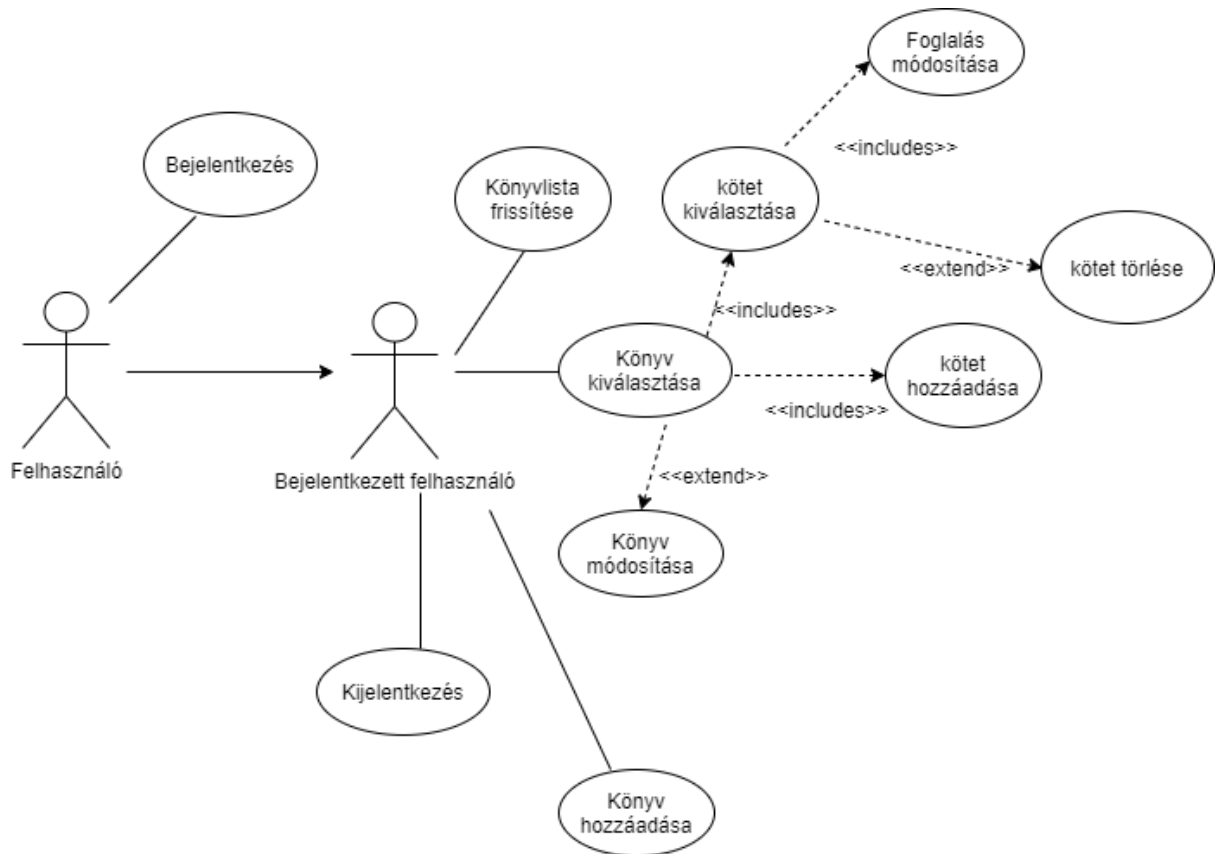 Foglalás
módosítása
Bejelentkezés
<<includes>>
Könyvlista
frissítése
kötet
kiválasztása
<<extend>>
kötet törlése
<<includes>>
Könyv
kiválasztása
kötet
hozzáadása
<<includes>>
Felhasználó
Bejelentkezett felhasználó
<<extend>>
Könyv
módosítása
Kijelentkezés
Könyv
hozzáadása